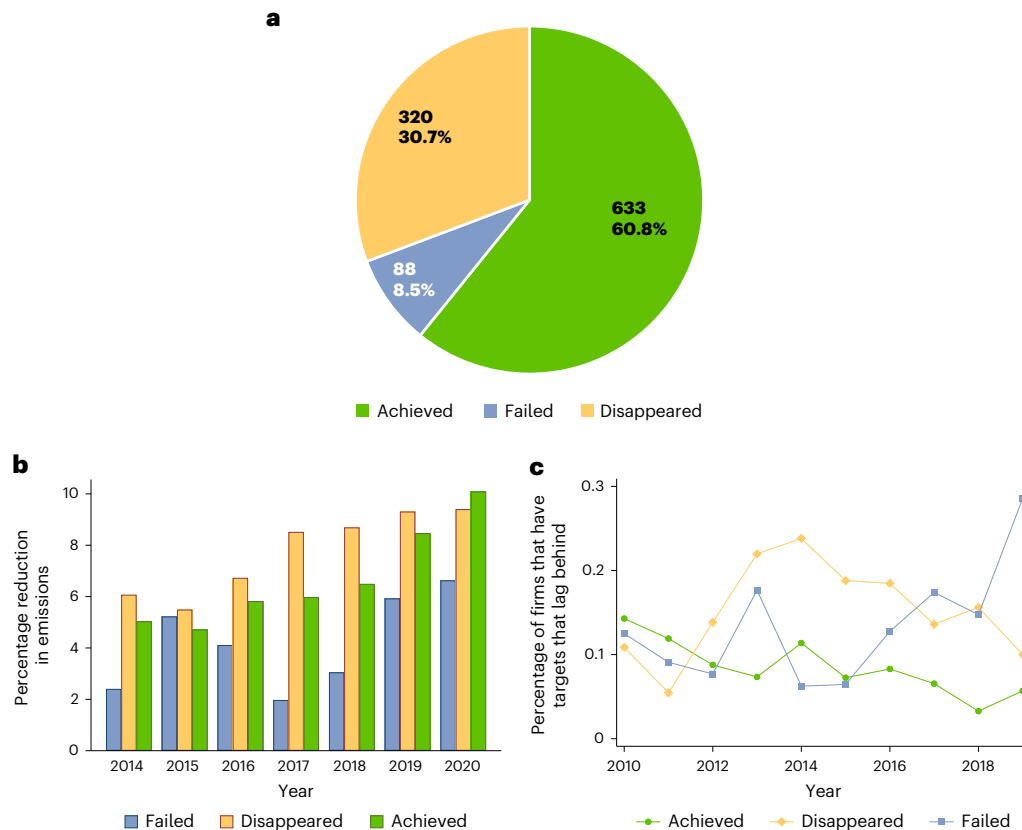 a
320
30.7%
633
60.8%
88
8.5%
Achieved Failed Disappeared
b
Percentage reduction
in emissions
10
8
6
4
2
0
2014 2015 2016 2017 2018 2019 2020
Year
Failed Disappeared Achieved
c
Percentage of firms that have
targets that lag behind
0.3
0.2
0.1
0
2010 2012 2014 2016 2018
Year
Achieved Disappeared Failed